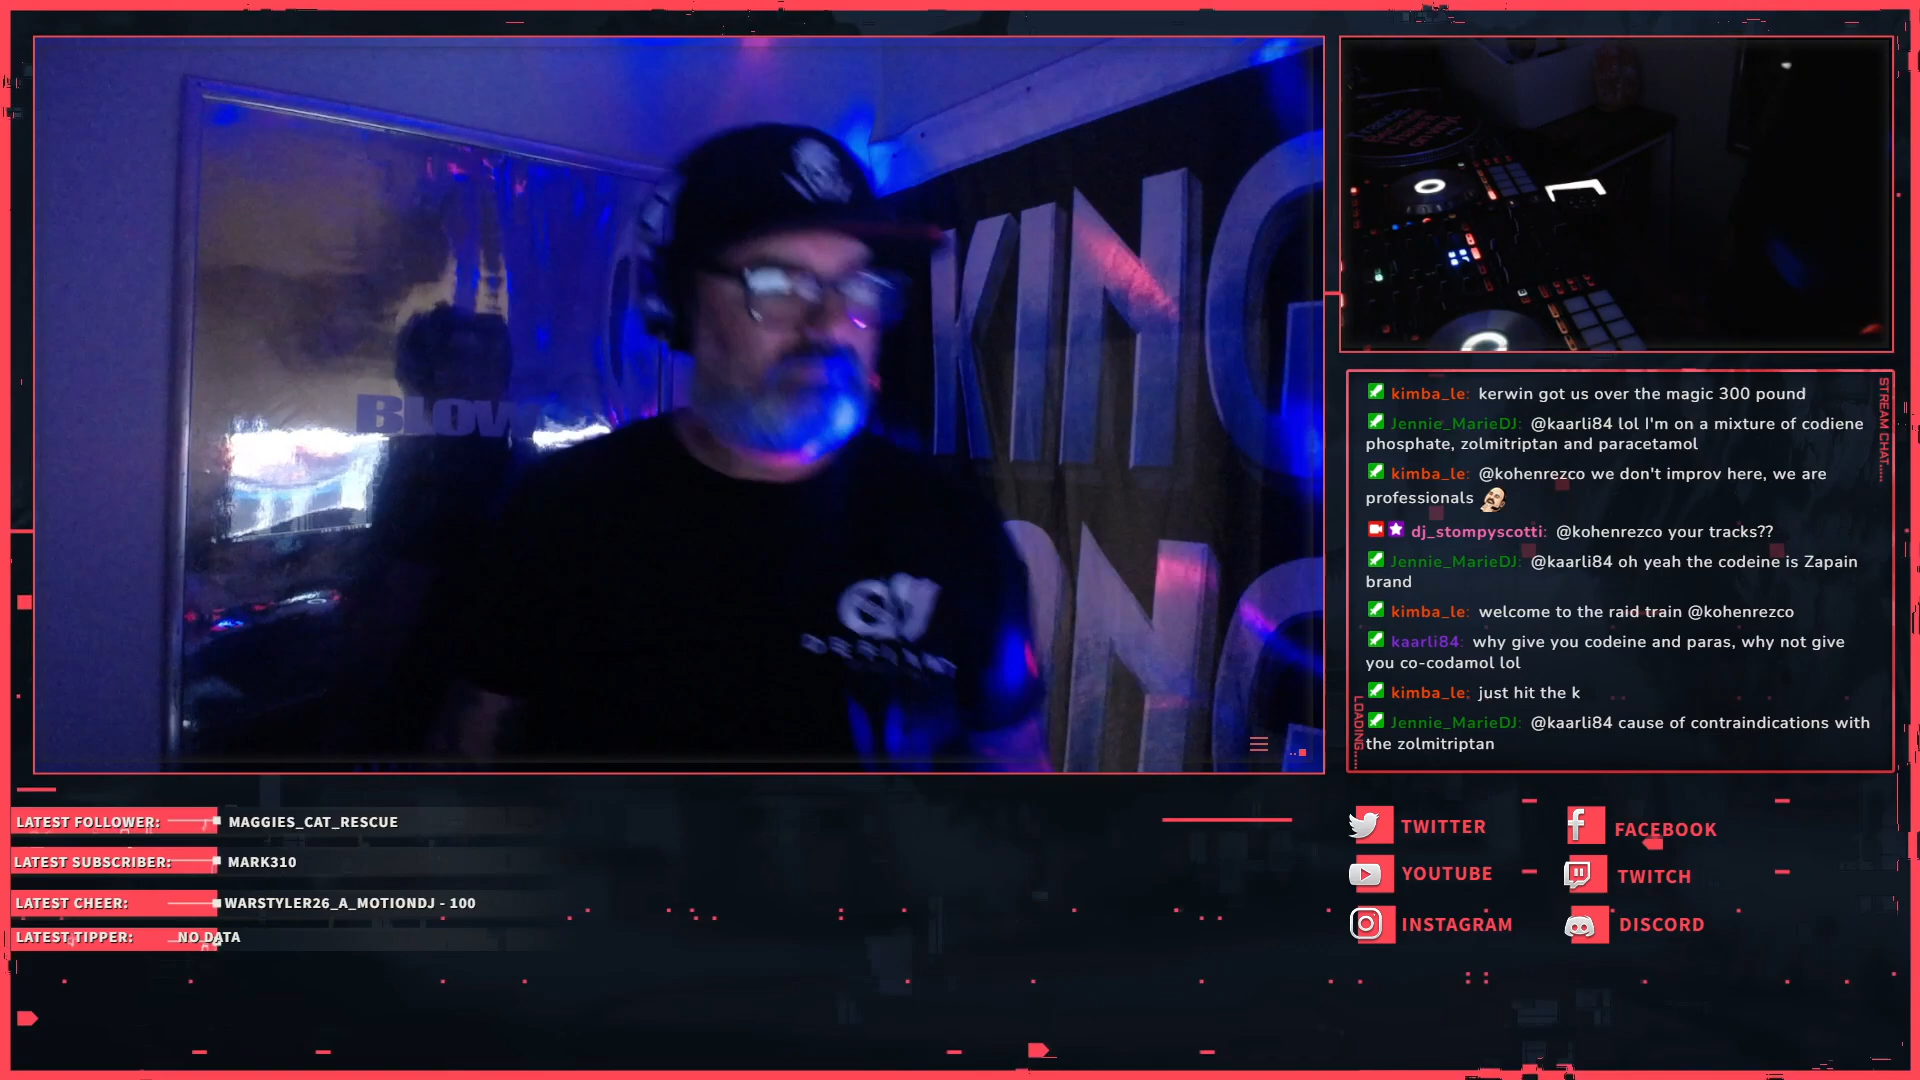 KING
BLOW
kimba_le: kerwin got us over the magic 300 pound
Jennie_MarieDJ: @kaarli84 lol I'm on a mixture of codiene
phosphate, zolmitriptan and paracetamol
kimba_le: @kohenrezco we don't improv here, we are
professionals
dj_stompyscotti: @kohenrezco your tracks??
Jennie_MarieDJ: @kaarli84 oh yeah the codeine is Zapain
brand
kimba_le: welcome to the raid train @kohenrezco
kaarli84: why give you codeine and paras, why not give
you co-codamol lol
kimba_le: just hit the k
Jennie_MarieDJ: @kaarli84 cause of contraindications with
the zolmitriptan
STREAM CHAT.....
LOADING.....
LATEST FOLLOWER: MAGGIES_CAT_RESCUE
LATEST SUBSCRIBER: MARK310
LATEST CHEER: WARSTYLER26_A_MOTIONDJ - 100
LATEST TIPPER: NO DATA
TWITTER
FACEBOOK
YOUTUBE
TWITCH
INSTAGRAM
DISCORD